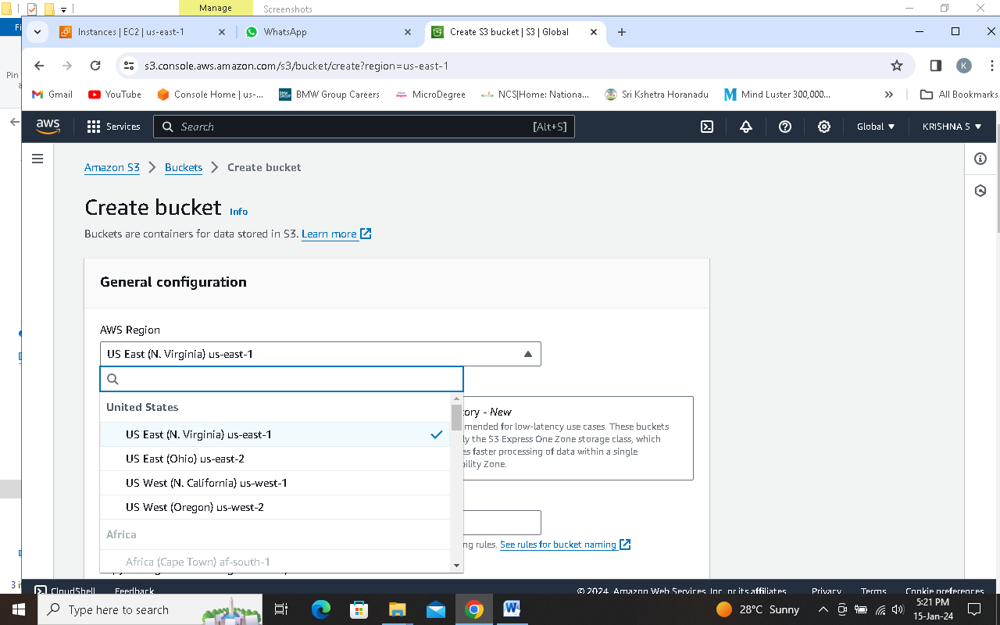 Manage
Screenshots
Fi
Instances | EC2 | us-east-1
WhatsApp
Create S3 bucket | S3 | Global
s3.console.aws.amazon.com/s3/bucket/create?region=us-east-1
K
Pin
a
Gmail
YouTube
Console Home | us-...
BMW Group Careers
MicroDegree
NCS|Home: Nationa...
Sri Kshetra Horanadu
Mind Luster 300,000...
All Bookmarks
aws
Services
Search
[Alt+S]
Global
KRISHNA S
Amazon S3
Buckets
Create bucket
Create bucket
Info
Buckets are containers for data stored in S3. Learn more
General configuration
AWS Region
US East (N. Virginia) us-east-1
United States
US East (N. Virginia) us-east-1
US East (Ohio) us-east-2
US West (N. California) us-west-1
US West (Oregon) us-west-2
Africa
Africa (Cape Town) af-south-1
ory - New
mended for low-latency use cases. These buckets
ly the S3 Express One Zone storage class, which
es faster processing of data within a single
bility Zone.
ng rules. See rules for bucket naming
3 it
CloudShell
Feedback
© 2024, Amazon Web Services, Inc. or its affiliates.
Privacy
Terms
Cookie preferences
Type here to search
28°C Sunny
5:21 PM
15-Jan-24